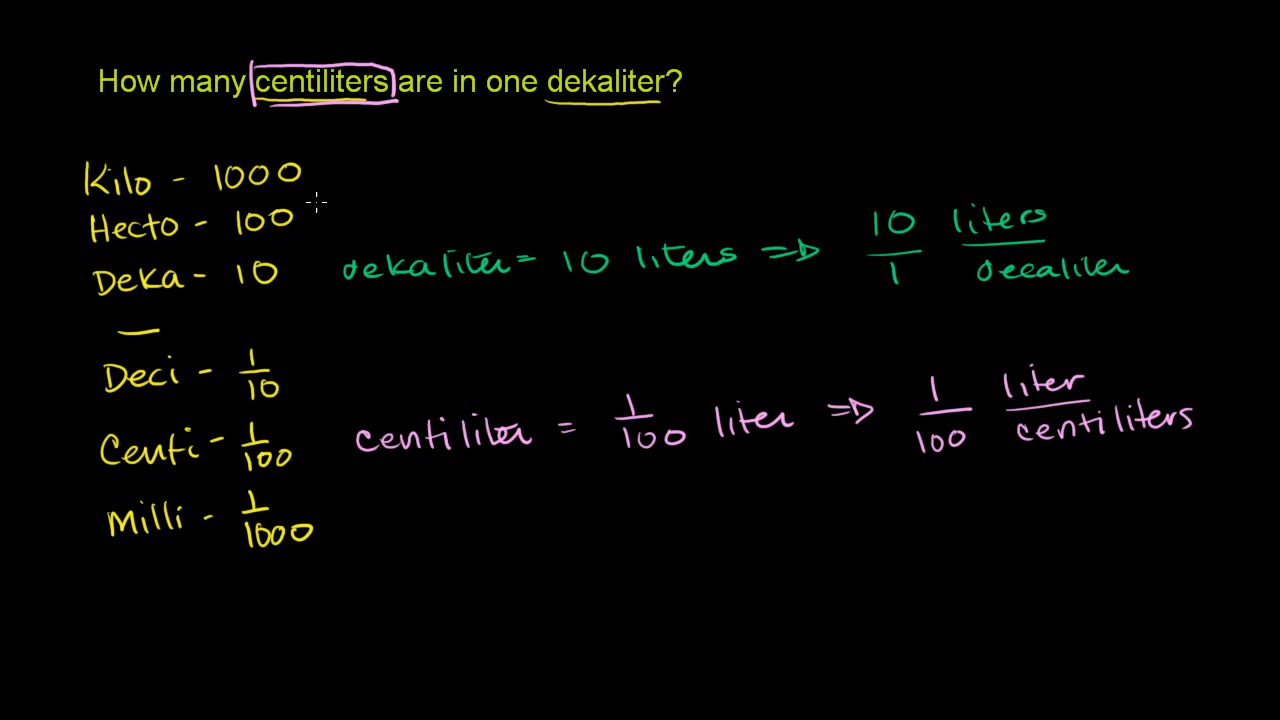 How many centiliters are in one dekaliter?
Kilo - 1000
Hecto - 100
Deka - 10
dekaliter = 10 liters ⇒ 10/1 liters/decaliter
Deci - 1/10
Centi - 1/100
centiliter = 1/100 liter ⇒ 1/100 liter/centiliters
Milli - 1/1000